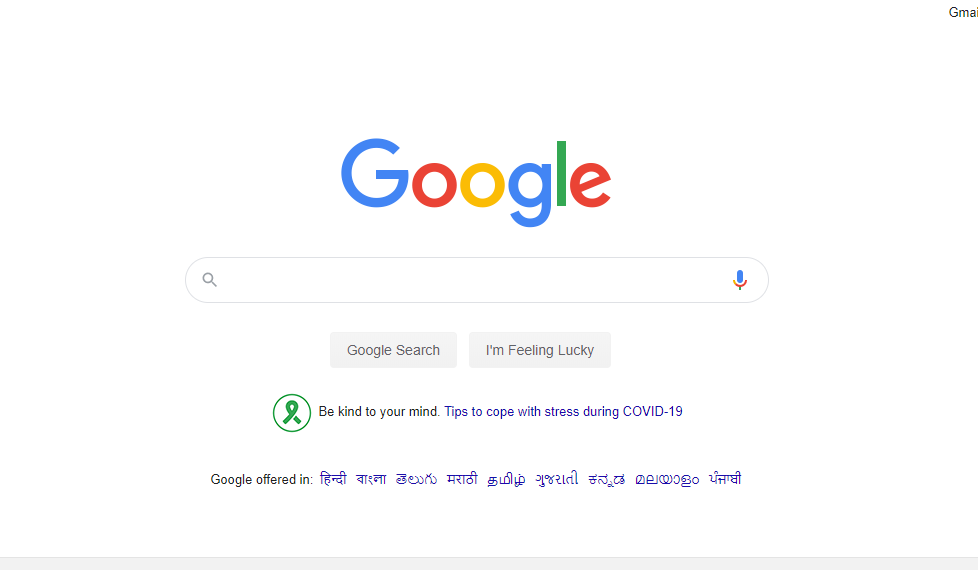 Gmai
Google
Google Search I'm Feeling Lucky
Be kind to your mind. Tips to cope with stress during COVID-19
Google offered in: हिन्दी বাংলা తెలుగు मराठी தமிழ் ગુજરાતી ಕನ್ನಡ മലയാളം ਪੰਜਾਬੀ